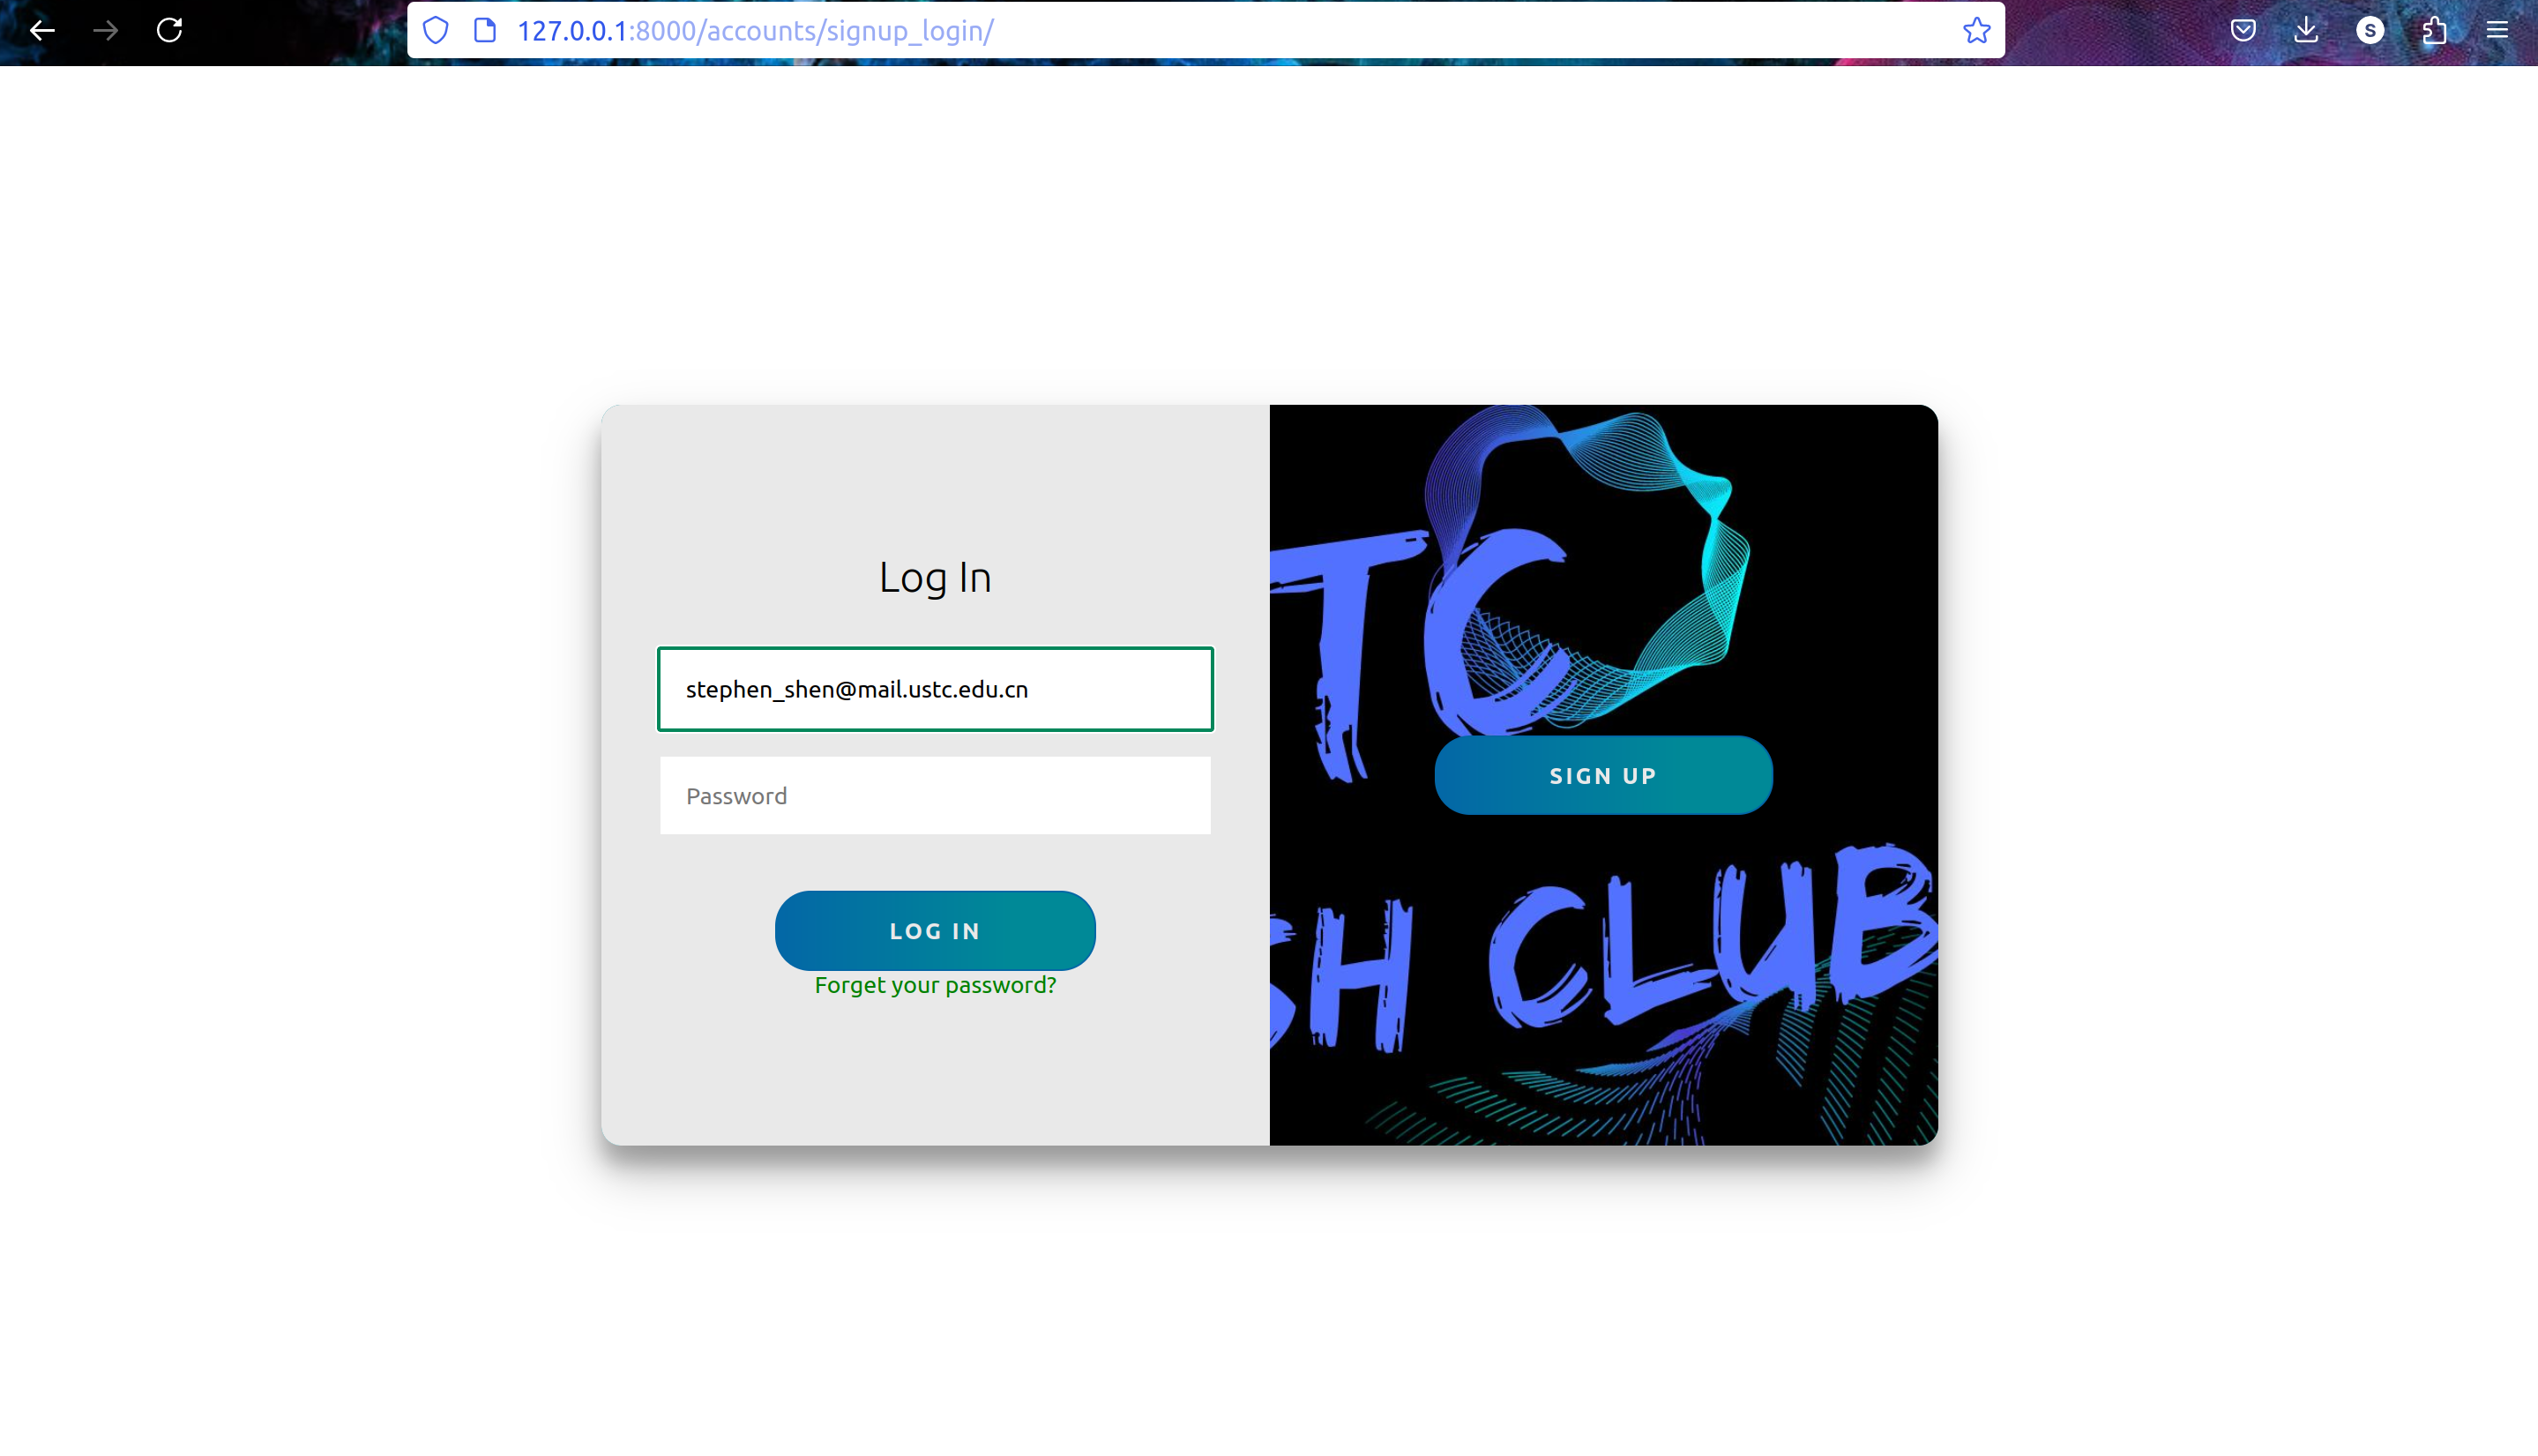 127.0.0.1:8000/accounts/signup_login/
S
Log In
stephen_shen@mail.ustc.edu.cn
Password
LOG IN
Forget your password?
TC
SIGN UP
SH CLUB